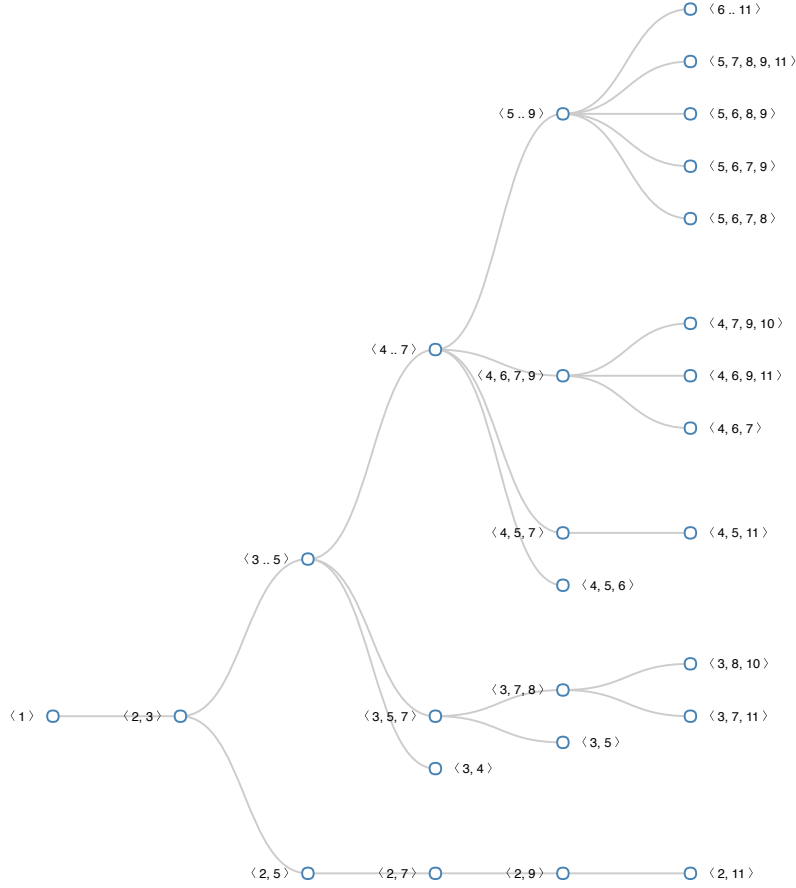 〈 6 .. 11 〉
〈 5, 7, 8, 9, 11 〉
〈 5 .. 9 〉
〈 5, 6, 8, 9 〉
〈 5, 6, 7, 9 〉
〈 5, 6, 7, 8 〉
〈 4, 7, 9, 10 〉
〈 4 .. 7 〉
〈 4, 6, 7, 9 〉
〈 4, 6, 9, 11 〉
〈 4, 6, 7 〉
〈 4, 5, 7 〉
〈 4, 5, 11 〉
〈 3 .. 5 〉
〈 4, 5, 6 〉
〈 3, 8, 10 〉
〈 3, 7, 8 〉
〈 1 〉
〈 2, 3 〉
〈 3, 5, 7 〉
〈 3, 7, 11 〉
〈 3, 5 〉
〈 3, 4 〉
〈 2, 5 〉
〈 2, 7 〉
〈 2, 9 〉
〈 2, 11 〉